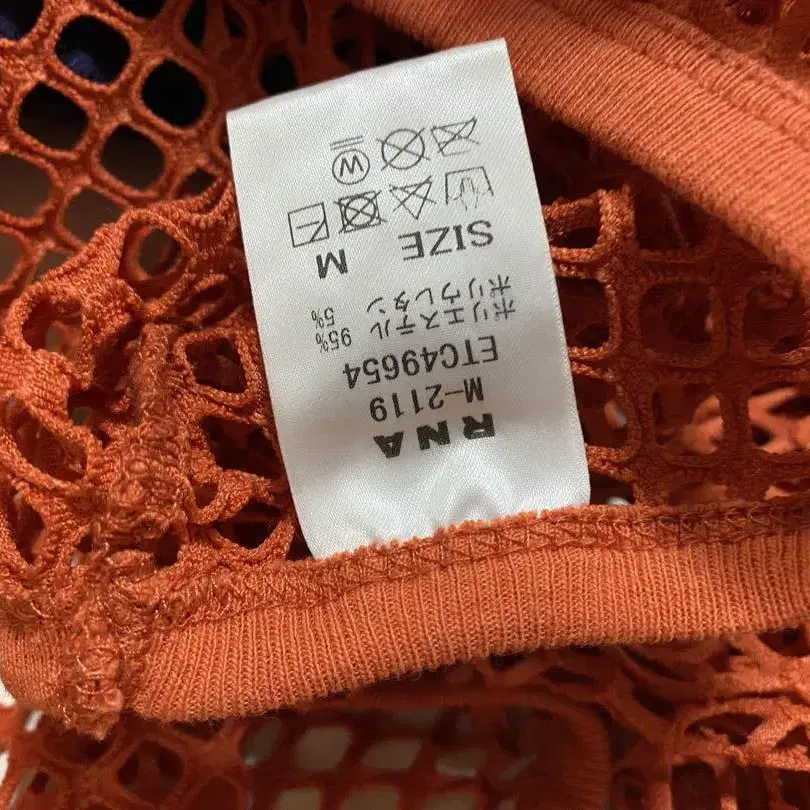 RNA
M-2119
ETC49654
ポリエステル 95%
ポリウレタン 5%
SIZE M
W